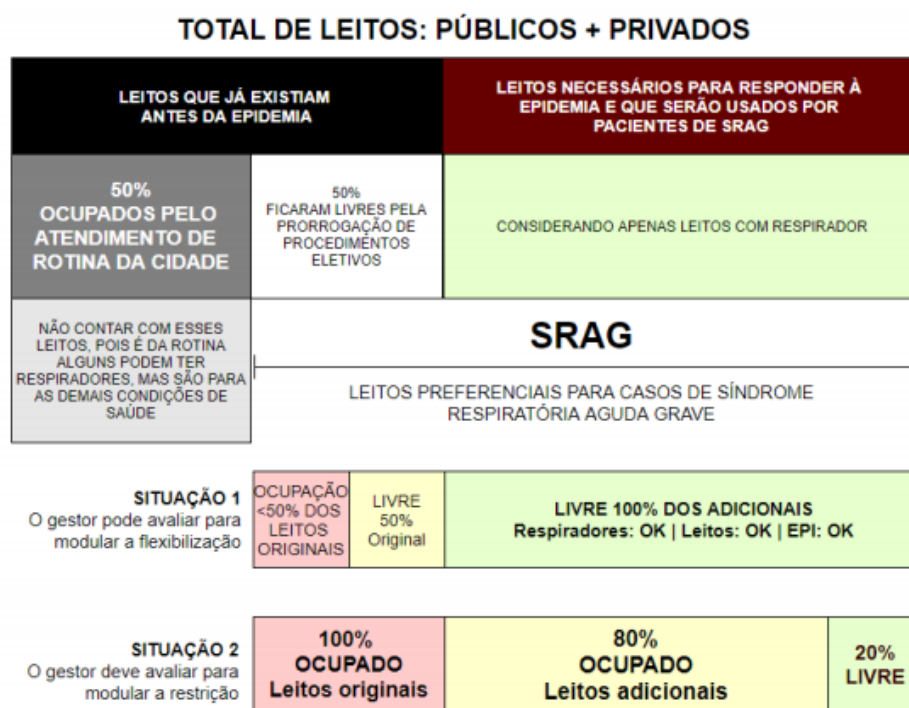 TOTAL DE LEITOS: PÚBLICOS + PRIVADOS
LEITOS QUE JÁ EXISTIAM
ANTES DA EPIDEMIA
LEITOS NECESSÁRIOS PARA RESPONDER À
EPIDEMIA E QUE SERÃO USADOS POR
PACIENTES DE SRAG
50%
OCUPADOS PELO
ATENDIMENTO DE
ROTINA DA CIDADE
50%
FICARAM LIVRES PELA
PRORROGAÇÃO DE
PROCEDIMENTOS
ELETIVOS
CONSIDERANDO APENAS LEITOS COM RESPIRADOR
NÃO CONTAR COM ESSES
LEITOS, POIS É DA ROTINA
ALGUNS PODEM TER
RESPIRADORES, MAS SÃO PARA
AS DEMAIS CONDIÇÕES DE
SAÚDE
SRAG
LEITOS PREFERENCIAIS PARA CASOS DE SÍNDROME
RESPIRATÓRIA AGUDA GRAVE
SITUAÇÃO 1
O gestor pode avaliar para
modular a flexibilização
OCUPAÇÃO
<50% DOS
LEITOS
ORIGINAIS
LIVRE
50%
Original
LIVRE 100% DOS ADICIONAIS
Respiradores: OK | Leitos: OK | EPI: OK
SITUAÇÃO 2
O gestor deve avaliar para
modular a restrição
100%
OCUPADO
Leitos originais
80%
OCUPADO
Leitos adicionais
20%
LIVRE